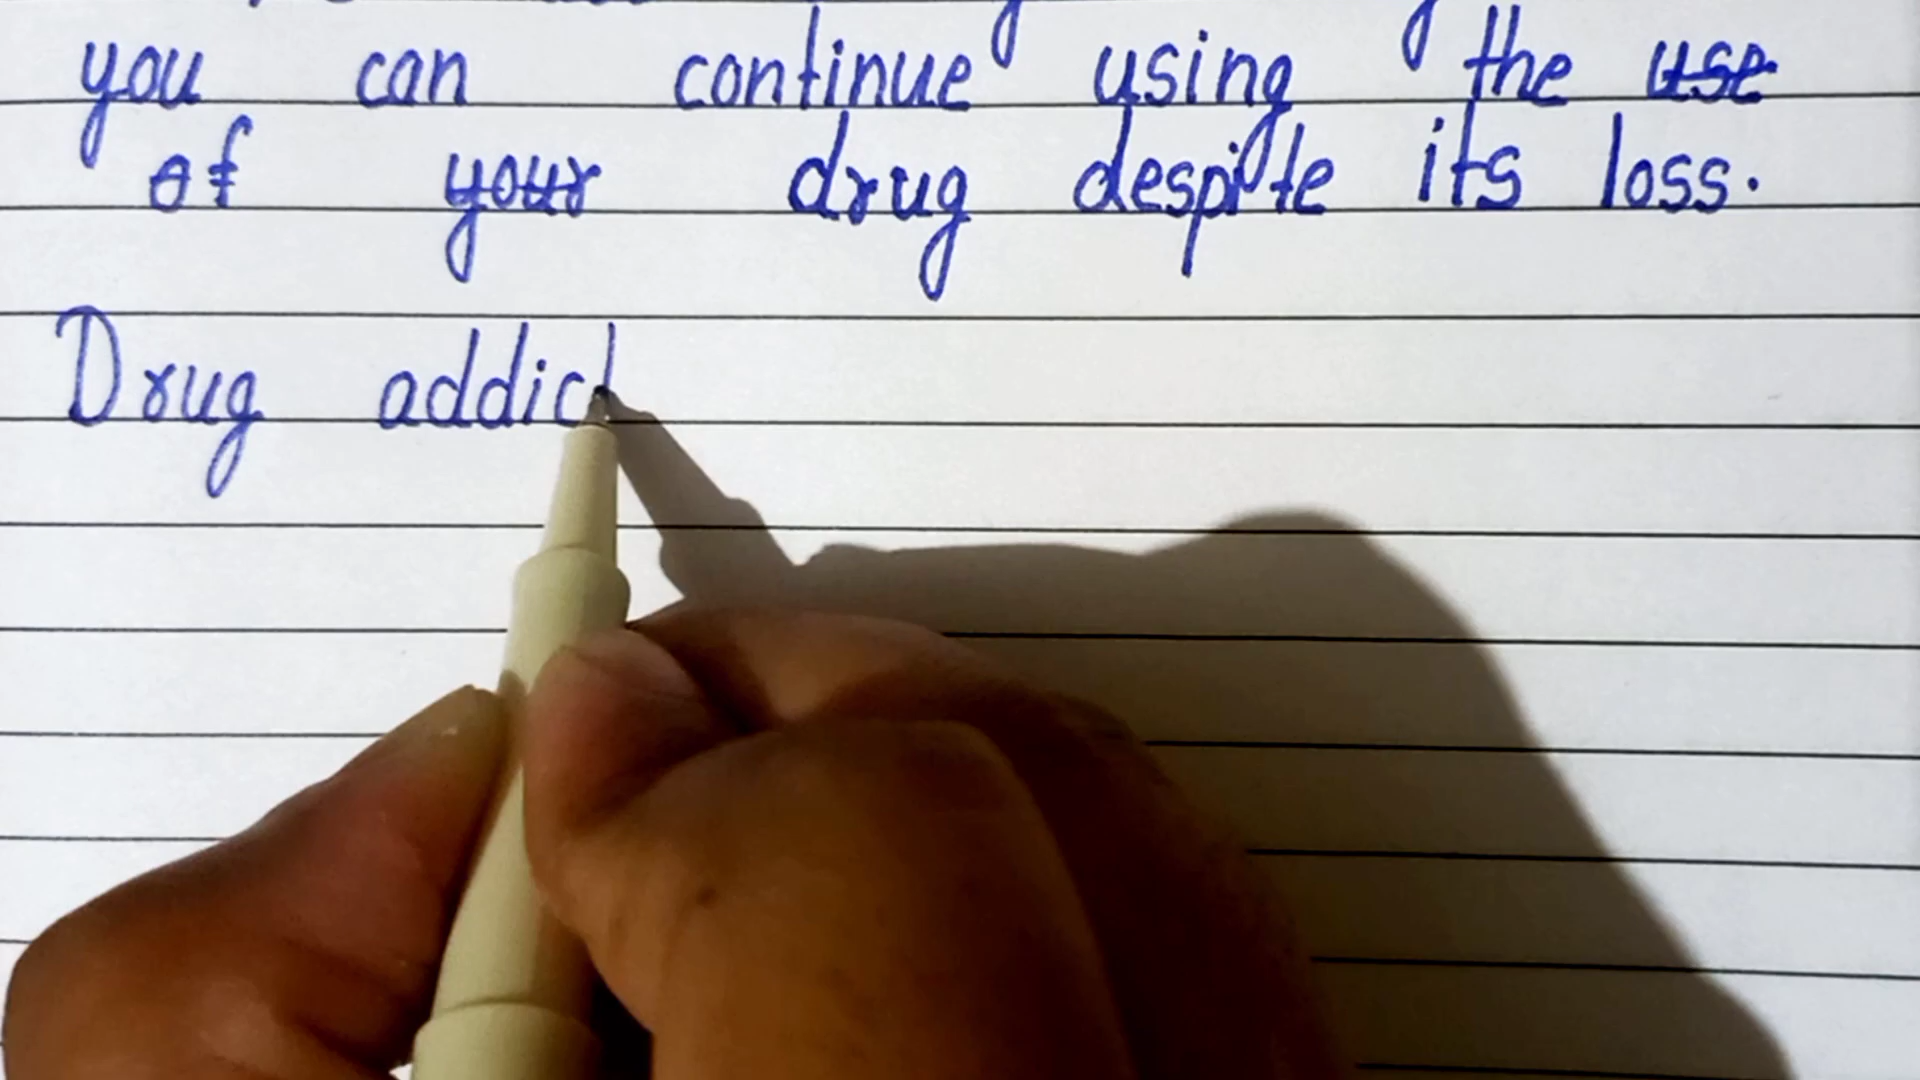 you can continue using the use
of your drug despite its loss.
Drug addict